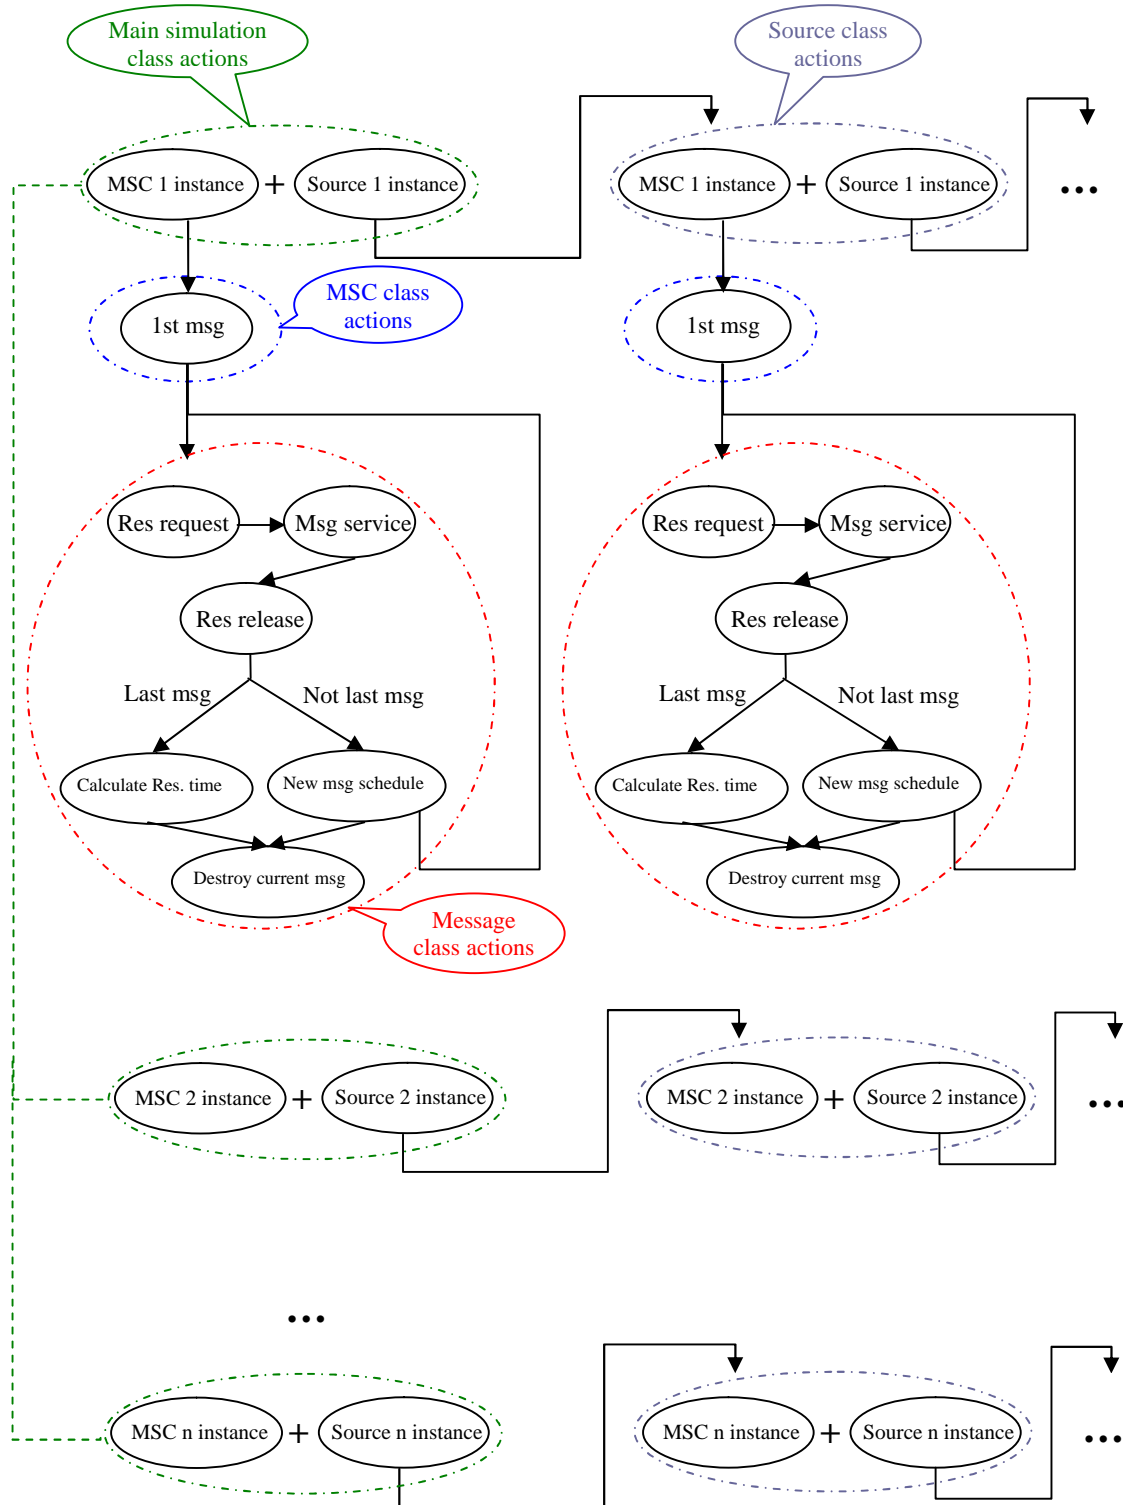 Main simulation
class actions
Source class
actions
MSC 1 instance + Source 1 instance
MSC 1 instance + Source 1 instance
...
1st msg
MSC class
actions
1st msg
Res request
Msg service
Res release
Last msg
Not last msg
Calculate Res. time
New msg schedule
Destroy current msg
Message
class actions
Res request
Msg service
Res release
Last msg
Not last msg
Calculate Res. time
New msg schedule
Destroy current msg
MSC 2 instance + Source 2 instance
MSC 2 instance + Source 2 instance
...
...
MSC n instance + Source n instance
MSC n instance + Source n instance
...